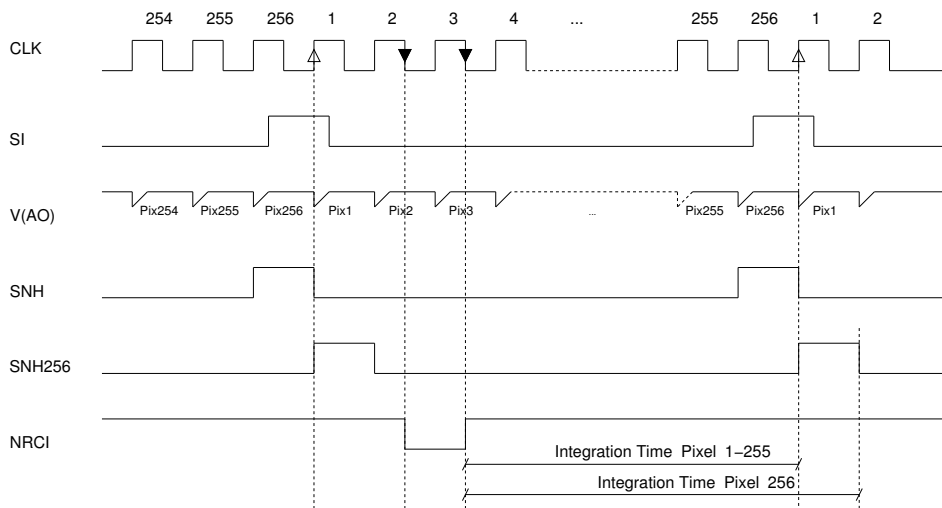 254 255 256 1 2 3 4 ... 255 256 1 2
CLK
SI
V(AO)
Pix254 Pix255 Pix256 Pix1 Pix2 Pix3 ... Pix255 Pix256 Pix1
SNH
SNH256
NRCI
Integration Time Pixel 1−255
Integration Time Pixel 256